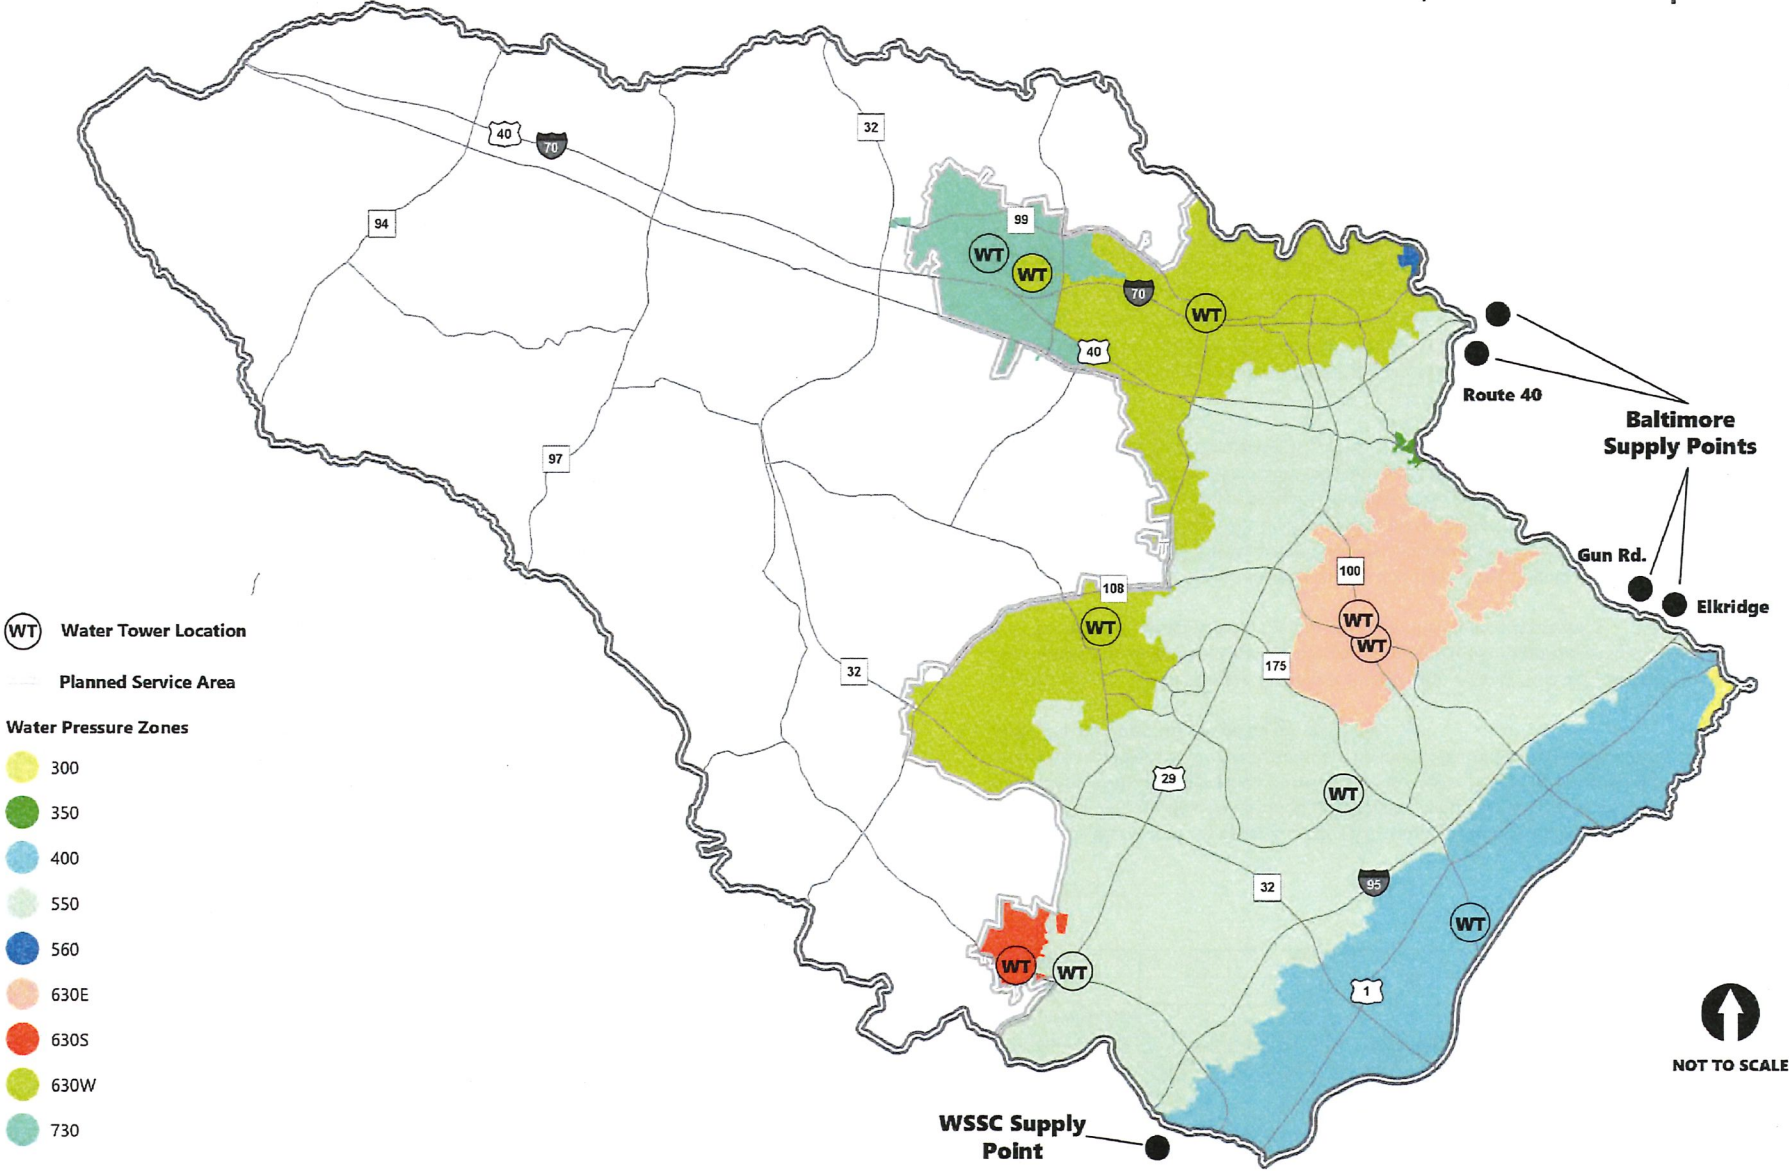 32
40
70
94
99
WT
WT
70
WT
40
Route 40
Baltimore
Supply Points
97
Gun Rd.
100
108
Elkridge
WT
WT
WT
175
32
29
WT
32
95
WT
WT
WT
1
WT Water Tower Location
Planned Service Area
Water Pressure Zones
300
350
400
550
560
630E
630S
630W
730
NOT TO SCALE
WSSC Supply
Point